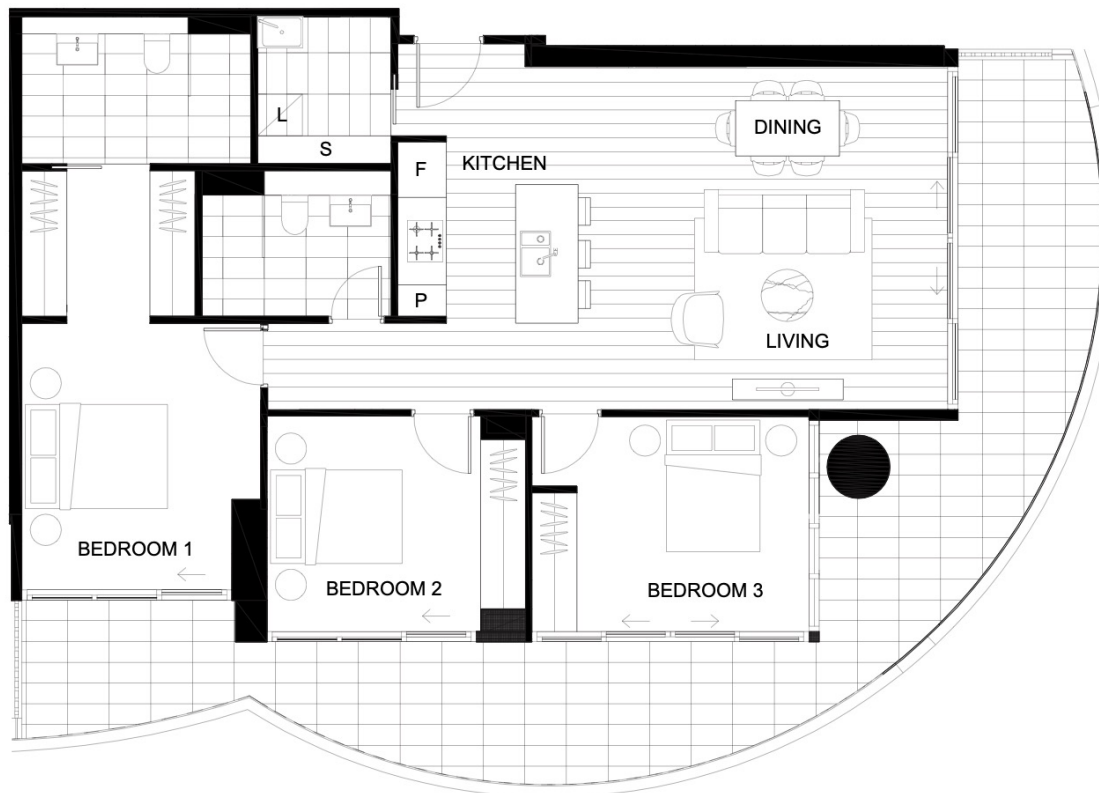 L
S
F
KITCHEN
DINING
P
LIVING
BEDROOM 1
BEDROOM 2
BEDROOM 3